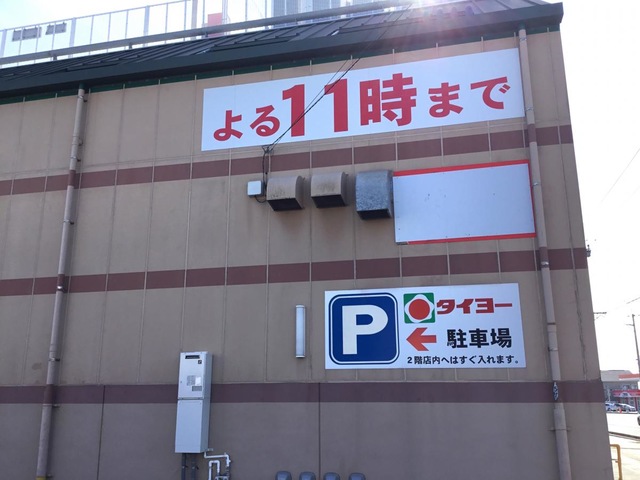 よる11時まで
P
タイヨー
駐車場
2階店内へはすぐ入れます。